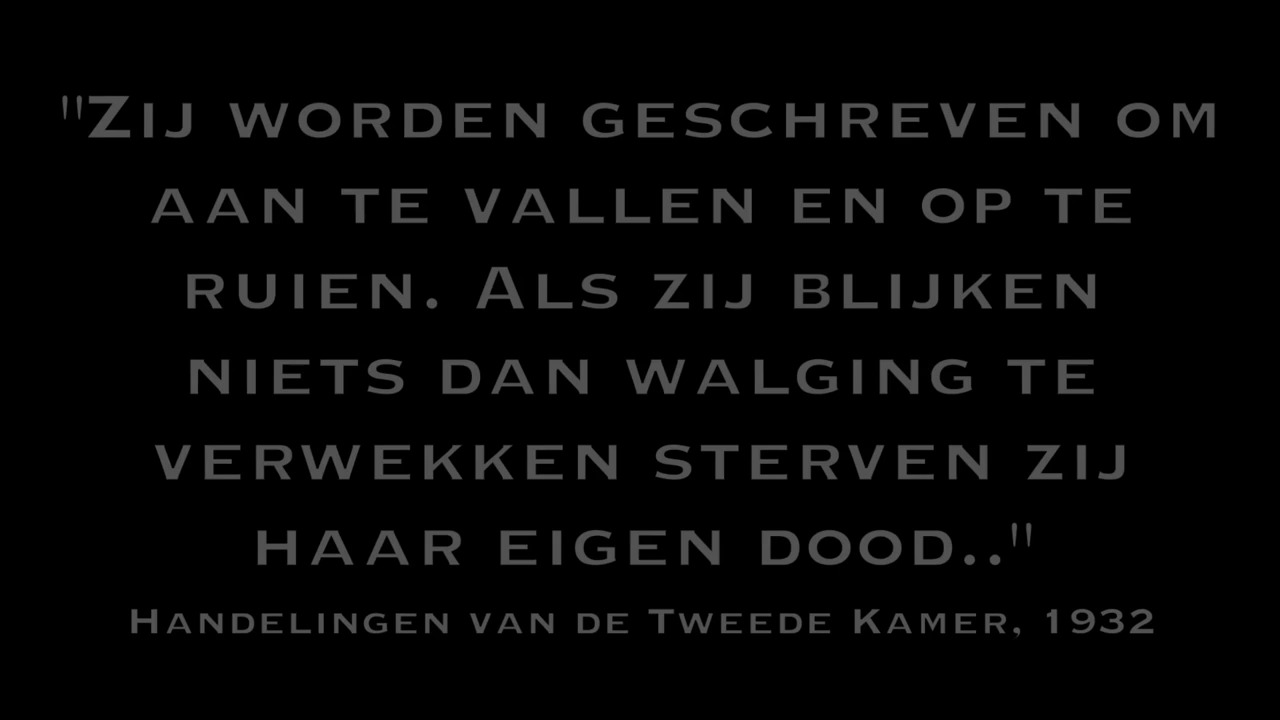 "Zij worden geschreven om
aan te vallen en op te
ruien. Als zij blijken
niets dan walging te
verwekken sterven zij
haar eigen dood.."
Handelingen van de Tweede Kamer, 1932